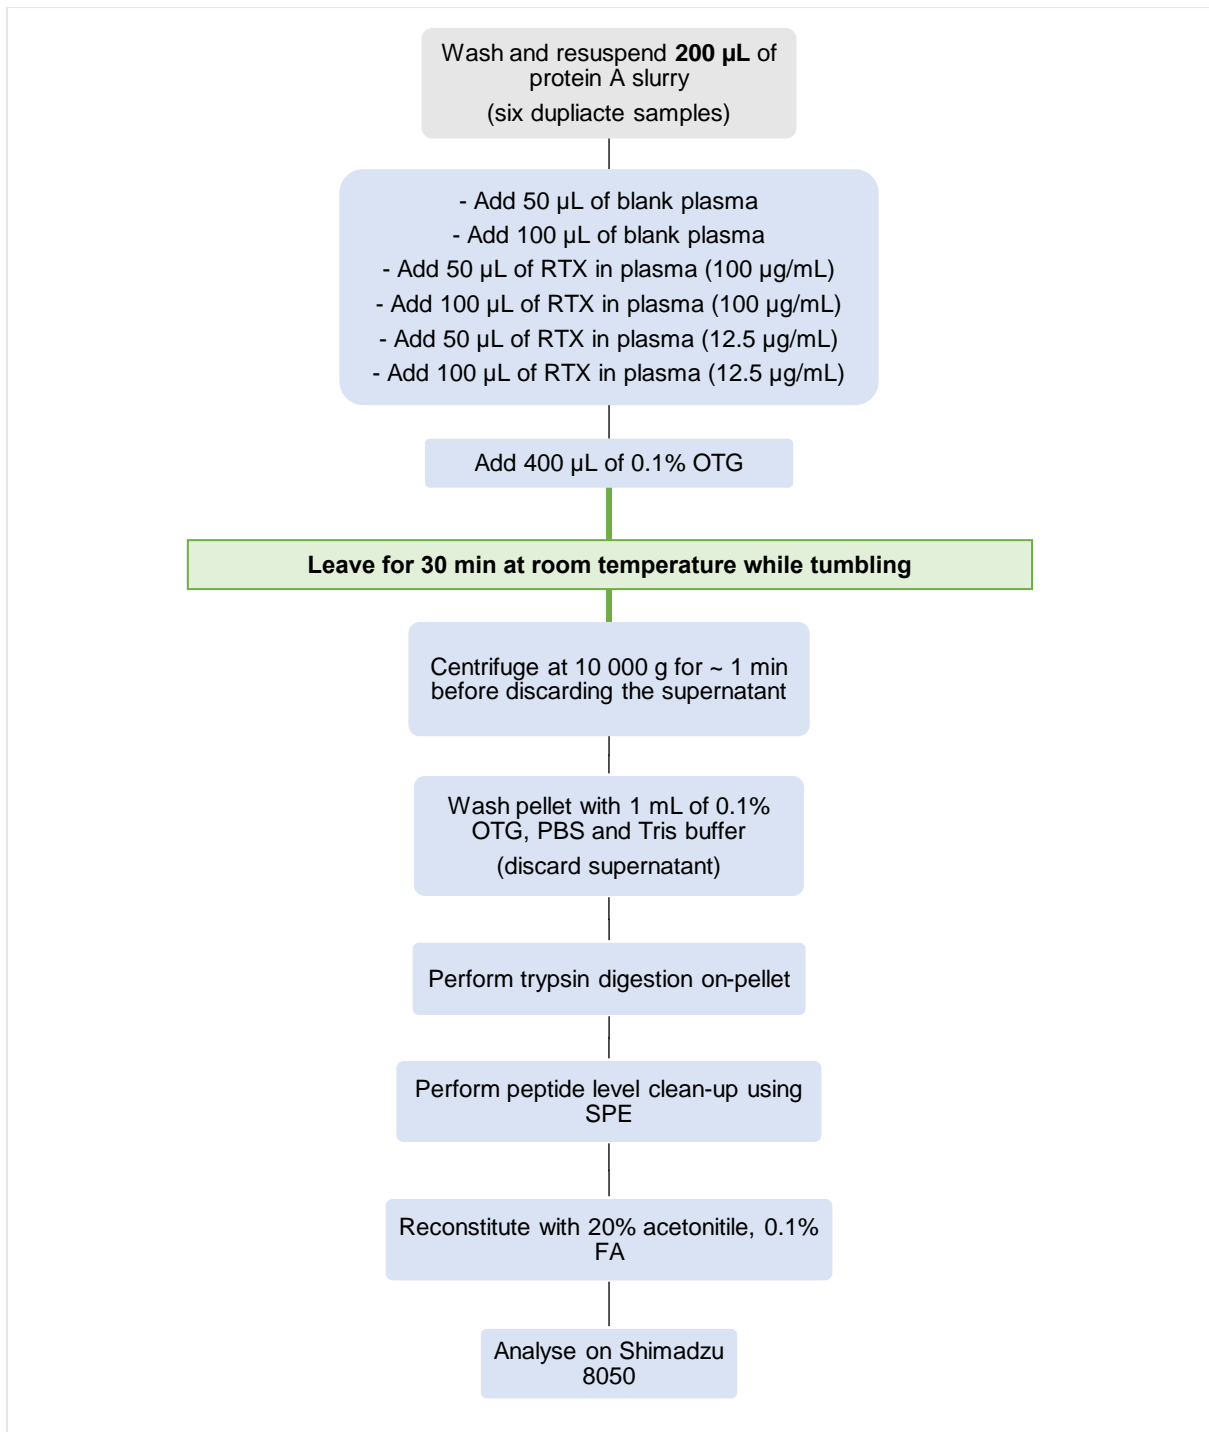 Wash and resuspend 200 µL of
protein A slurry
(six dupliacte samples)
- Add 50 µL of blank plasma
- Add 100 µL of blank plasma
- Add 50 µL of RTX in plasma (100 µg/mL)
- Add 100 µL of RTX in plasma (100 µg/mL)
- Add 50 µL of RTX in plasma (12.5 µg/mL)
- Add 100 µL of RTX in plasma (12.5 µg/mL)
Add 400 µL of 0.1% OTG
Leave for 30 min at room temperature while tumbling
Centrifuge at 10 000 g for ~ 1 min
before discarding the supernatant
Wash pellet with 1 mL of 0.1%
OTG, PBS and Tris buffer
(discard supernatant)
Perform trypsin digestion on-pellet
Perform peptide level clean-up using
SPE
Reconstitute with 20% acetonitile, 0.1%
FA
Analyse on Shimadzu
8050